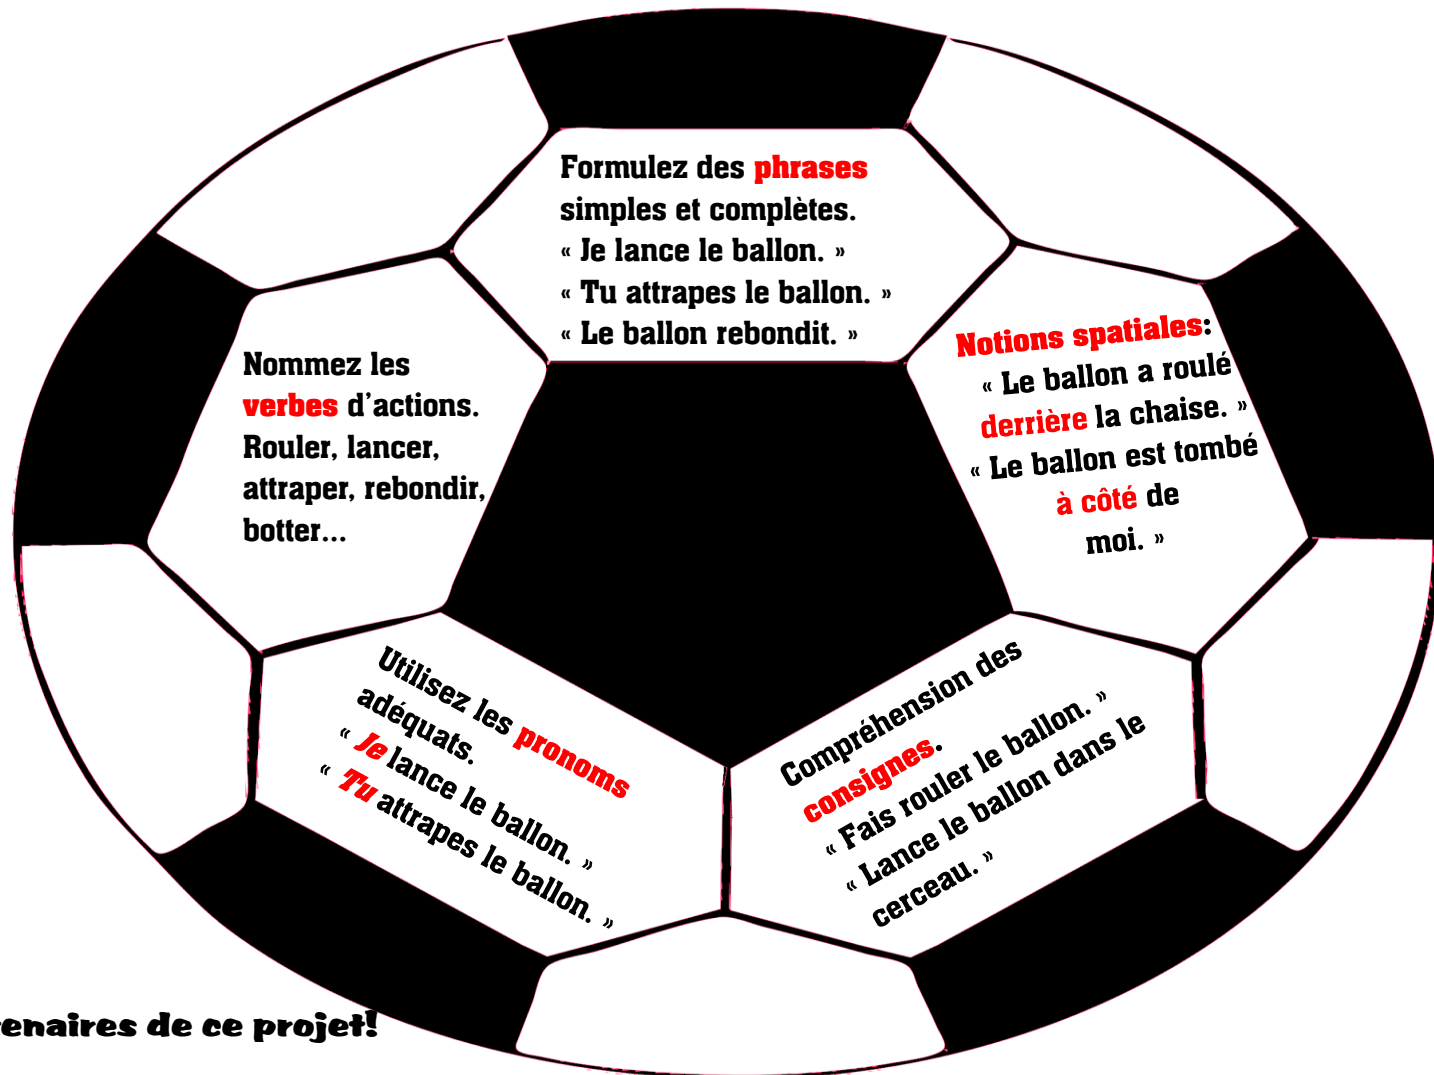 Formulez des phrases
simples et complètes.
« Je lance le ballon. »
« Tu attrapes le ballon. »
« Le ballon rebondit. »
Nommez les
verbes d'actions.
Rouler, lancer,
attraper, rebondir,
botter...
Notions spatiales:
« Le ballon a roulé
derrière la chaise. »
« Le ballon est tombé
à côté de
moi. »
Utilisez les pronoms
adéquats.
« Je lance le ballon. »
« Tu attrapes le ballon. »
Compréhension des
consignes.
« Fais rouler le ballon. »
« Lance le ballon dans le
cerceau. »
de ce projet!